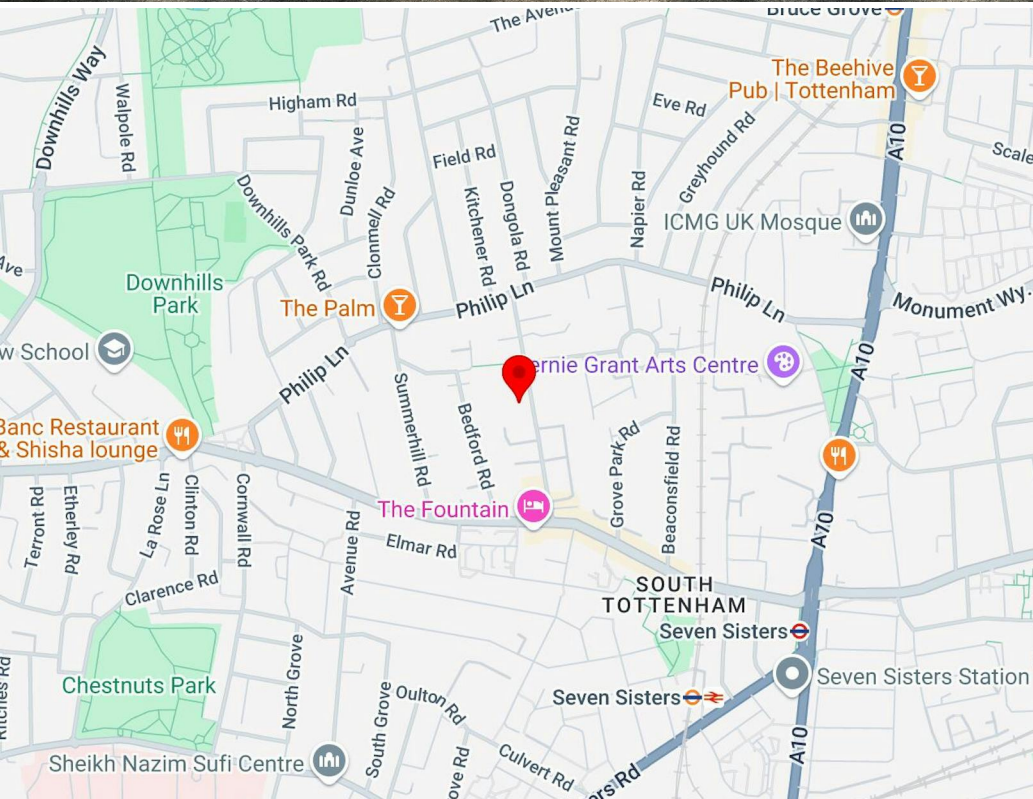 The Avenu
Bruce Grove
The Beehive
Pub | Tottenham
Downhills Way
Walpole Rd
Higham Rd
Eve Rd
Greyhound Rd
A10
Scale
Dunloe Ave
Field Rd
Mount Pleasant Rd
Downhills Park Rd
Clonmell Rd
Kitchener Rd
Dongola Rd
Napier Rd
ICMG UK Mosque
Ave
Downhills
Park
The Palm
Philip Ln
Philip Ln
Monument Wy.
w School
Philip Ln
ernie Grant Arts Centre
A10
Banc Restaurant
& Shisha lounge
Summerhill Rd
Bedford Rd
Grove Park Rd
Beaconsfield Rd
Terront Rd
Etherley Rd
La Rose Ln
Clinton Rd
Cornwall Rd
The Fountain
A10
Avenue Rd
Elmar Rd
Clarence Rd
SOUTH
TOTTENHAM
Seven Sisters
Seven Sisters Station
Chestnuts Park
North Grove
South Grove
Oulton Rd
Seven Sisters
A10
Sheikh Nazim Sufi Centre
ove Rd
Culvert Rd
ers Rd